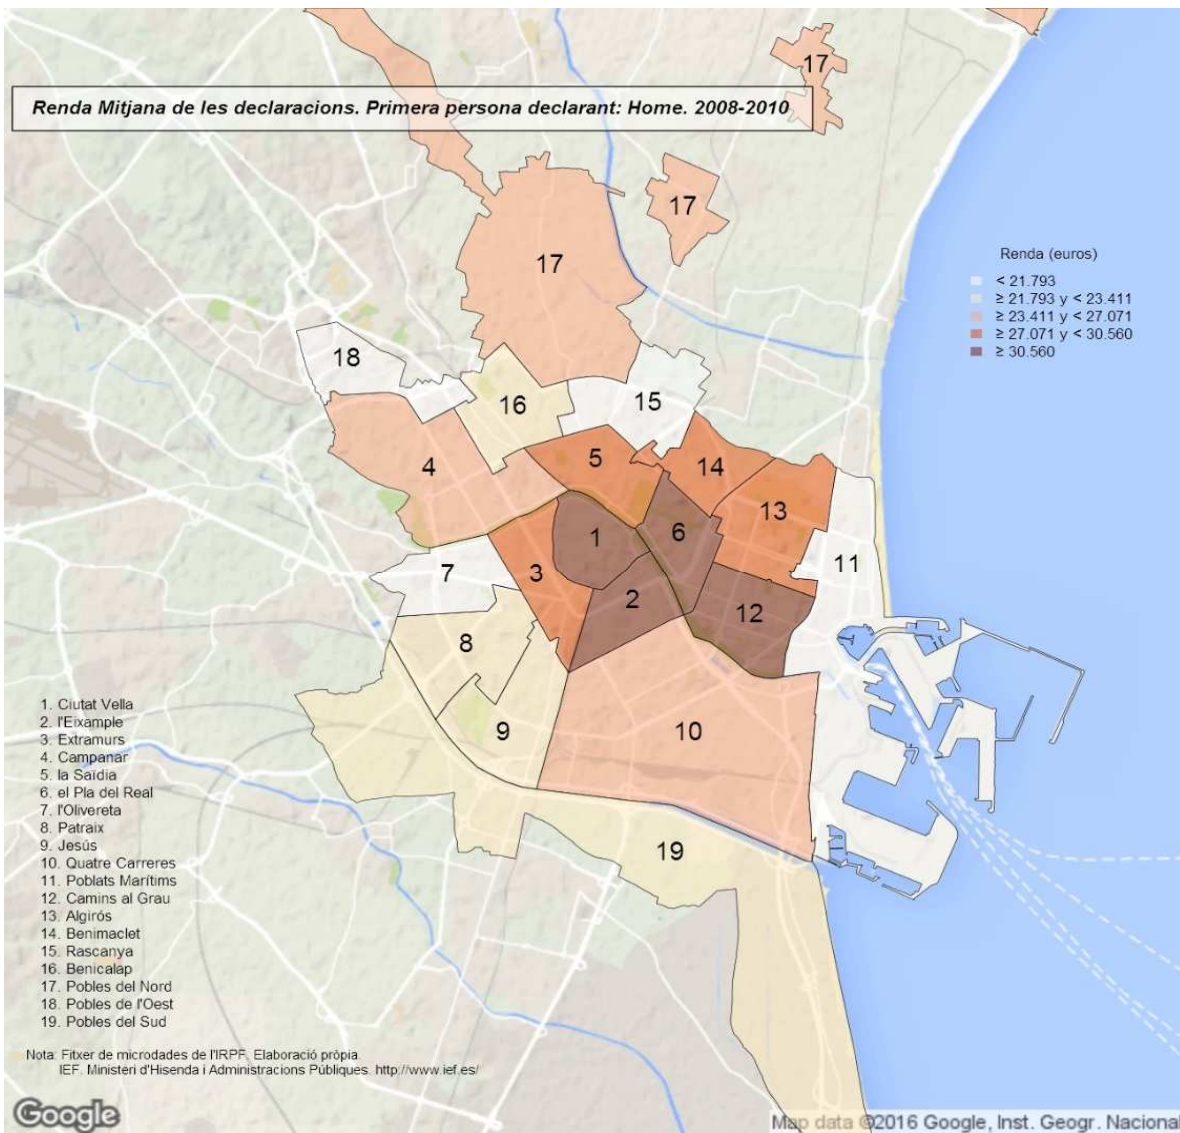 17
Renda Mitjana de les declaracions. Primera persona declarant: Home. 2008-2010
17
17
Renda (euros)
< 21.793
≥ 21.793 y < 23.411
≥ 23.411 y < 27.071
≥ 27.071 y < 30.560
≥ 30.560
18
16
15
4
5
14
13
1
6
11
7
3
2
12
8
9
10
19
1. Ciutat Vella
2. l'Eixample
3. Extramurs
4. Campanar
5. la Saïdia
6. el Pla del Real
7. l'Olivereta
8. Patraix
9. Jesús
10. Quatre Carreres
11. Poblats Marítims
12. Camins al Grau
13. Algirós
14. Benimaclet
15. Rascanya
16. Benicalap
17. Pobles del Nord
18. Pobles de l'Oest
19. Pobles del Sud
Nota: Fitxer de microdades de l'IRPF. Elaboració pròpia.
IEF. Ministeri d'Hisenda i Administracions Públiques. http://www.ief.es/
Google
Map data ©2016 Google, Inst. Geogr. Nacional